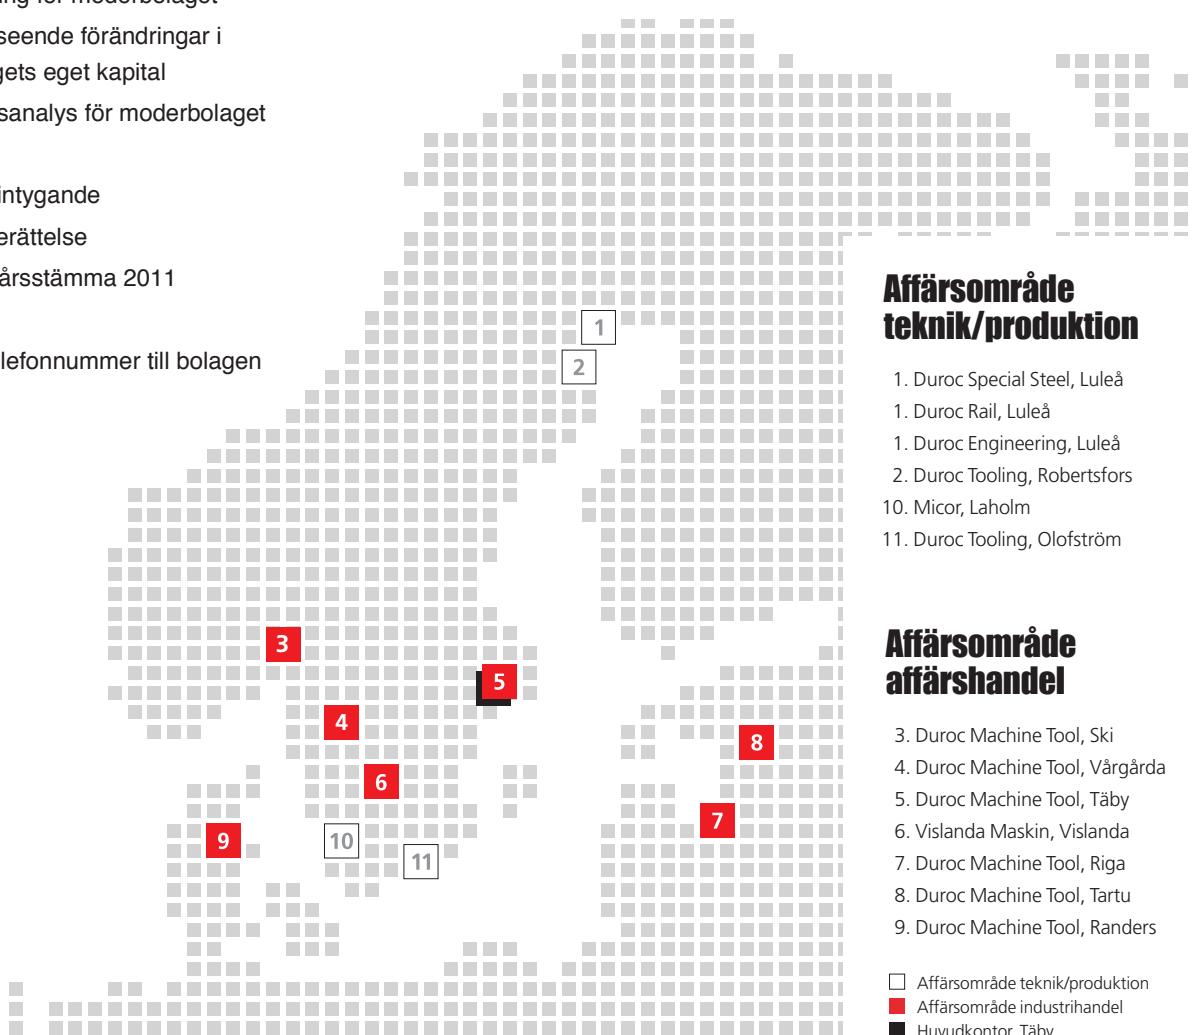 ng för moderbolaget
seende förändringar i
gets eget kapital
sanalys för moderbolaget
intygande
erättelse
årsstämma 2011
lefonnummer till bolagen
1
2
3
5
4
8
6
7
9
10
11
Affärsområde
teknik/produktion
1. Duroc Special Steel, Luleå
1. Duroc Rail, Luleå
1. Duroc Engineering, Luleå
2. Duroc Tooling, Robertsfors
10. Micor, Laholm
11. Duroc Tooling, Olofström
Affärsområde
affärshandel
3. Duroc Machine Tool, Ski
4. Duroc Machine Tool, Vårgårda
5. Duroc Machine Tool, Täby
6. Vislanda Maskin, Vislanda
7. Duroc Machine Tool, Riga
8. Duroc Machine Tool, Tartu
9. Duroc Machine Tool, Randers
Affärsområde teknik/produktion
Affärsområde industrihandel
Huvudkontor, Täby